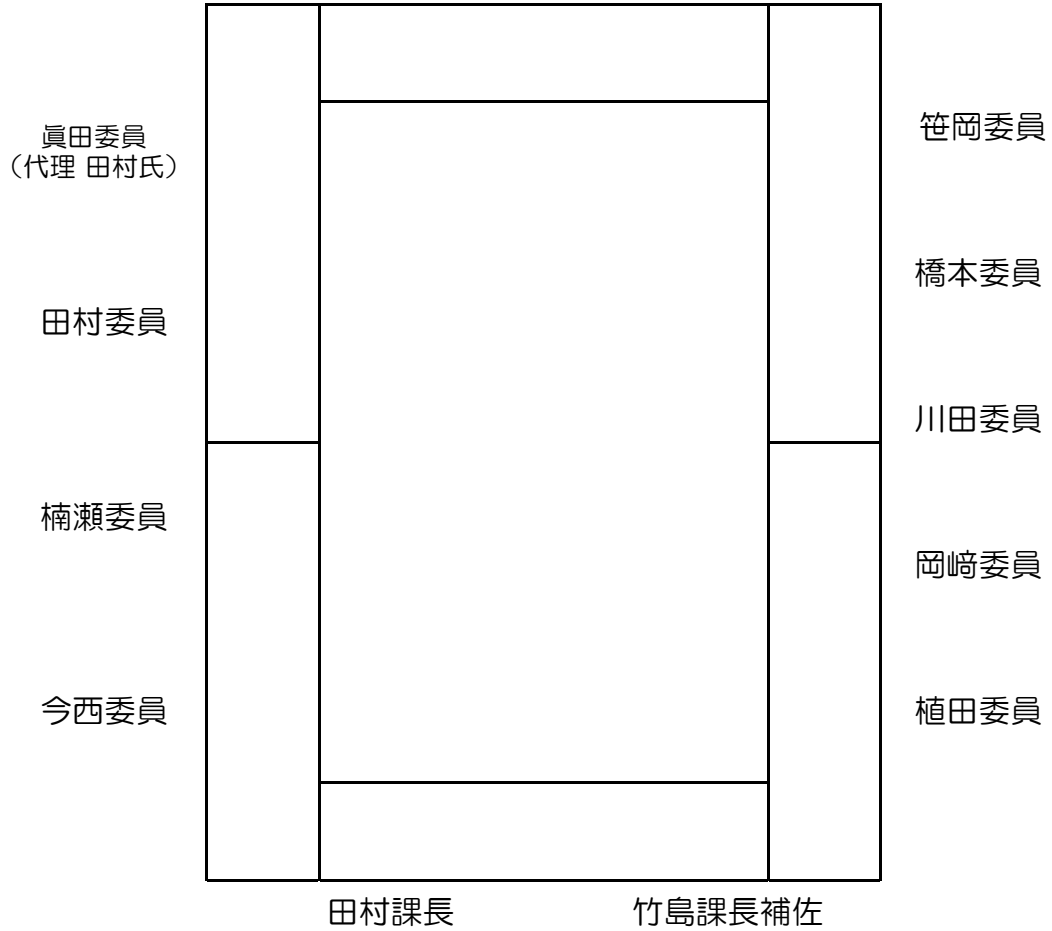 眞田委員
（代理 田村氏）
田村委員
楠瀬委員
今西委員
笹岡委員
橋本委員
川田委員
岡﨑委員
植田委員
田村課長
竹島課長補佐